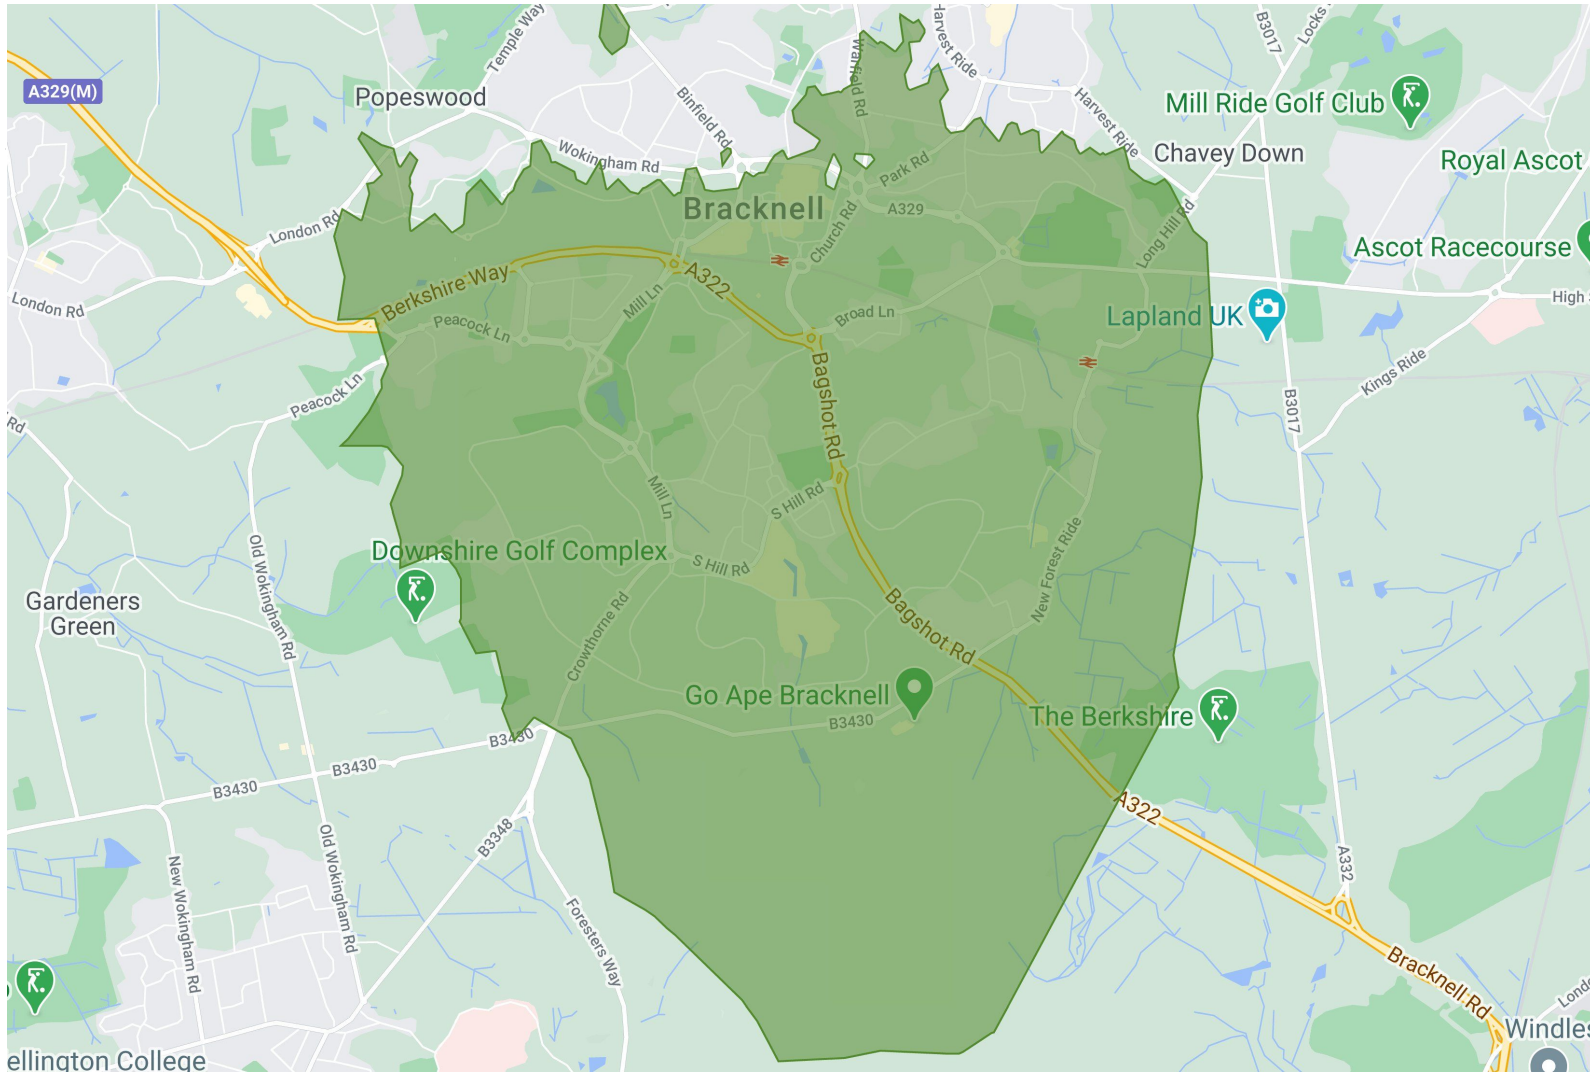 Temple Way
Harvest Ride
B3017
Locks
A329(M)
Popeswood
Binfield Rd
Warfield Rd
Harvest Ride
Mill Ride Golf Club
Wokingham Rd
Park Rd
Chavey Down
Royal Ascot
London Rd
Bracknell
A329
Church Rd
Long Hill Rd
Ascot Racecourse
London Rd
Berkshire Way
A322
Mill Ln
Peacock Ln
Broad Ln
Lapland UK
High
Peacock Ln
Kings Ride
Rd
Bagshot Rd
B3017
Mill Ln
S Hill Rd
Downshire Golf Complex
S Hill Rd
New Forest Ride
Gardeners
Green
Old Wokingham Rd
Crowthorne Rd
Bagshot Rd
Go Ape Bracknell
B3430
The Berkshire
B3430
B3430
B3430
A322
B3348
Old Wokingham Rd
New Wokingham Rd
A332
Foresters Way
Bracknell Rd
Windles
ellington College